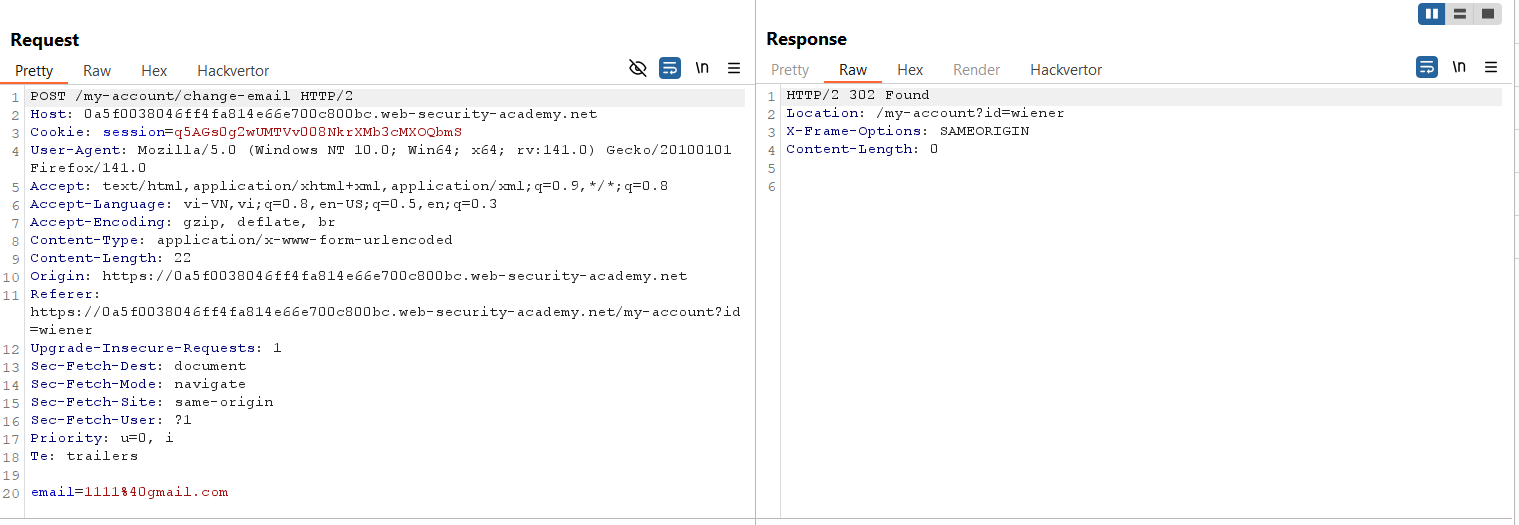 Request
Pretty Raw Hex Hackvertor \n
1 POST /my-account/change-email HTTP/2
2 Host: 0a5f0038046ff4fa814e66e700c800bc.web-security-academy.net
3 Cookie: session=q5AGs0g2wUMTVv008NkrXMb3cMXOQbmS
4 User-Agent: Mozilla/5.0 (Windows NT 10.0; Win64; x64; rv:141.0) Gecko/20100101
Firefox/141.0
5 Accept: text/html,application/xhtml+xml,application/xml;q=0.9,*/*;q=0.8
6 Accept-Language: vi-VN,vi;q=0.8,en-US;q=0.5,en;q=0.3
7 Accept-Encoding: gzip, deflate, br
8 Content-Type: application/x-www-form-urlencoded
9 Content-Length: 22
10 Origin: https://0a5f0038046ff4fa814e66e700c800bc.web-security-academy.net
11 Referer:
https://0a5f0038046ff4fa814e66e700c800bc.web-security-academy.net/my-account?id
=wiener
12 Upgrade-Insecure-Requests: 1
13 Sec-Fetch-Dest: document
14 Sec-Fetch-Mode: navigate
15 Sec-Fetch-Site: same-origin
16 Sec-Fetch-User: ?1
17 Priority: u=0, i
18 Te: trailers
19
20 email=1111%40gmail.com
Response
Pretty Raw Hex Render Hackvertor \n
1 HTTP/2 302 Found
2 Location: /my-account?id=wiener
3 X-Frame-Options: SAMEORIGIN
4 Content-Length: 0
5
6